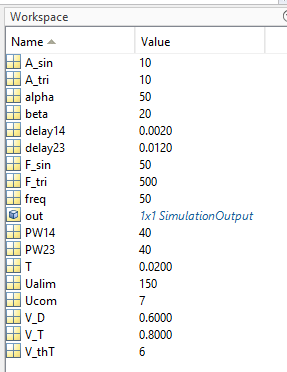 Workspace
Name Value
A_sin 10
A_tri 10
alpha 50
beta 20
delay14 0.0020
delay23 0.0120
F_sin 50
F_tri 500
freq 50
out 1x1 SimulationOutput
PW14 40
PW23 40
T 0.0200
Ualim 150
Ucom 7
V_D 0.6000
V_T 0.8000
V_thT 6